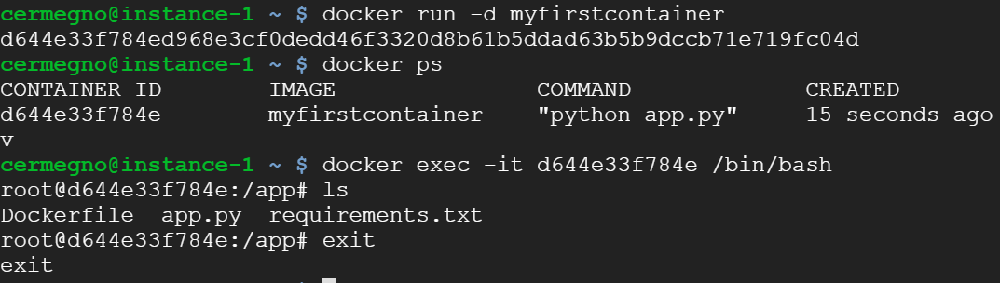 cermegno@instance-1 ~ $ docker run -d myfirstcontainer
d644e33f784ed968e3cf0dedd46f3320d8b61b5ddad63b5b9dccb71e719fc04d
cermegno@instance-1 ~ $ docker ps
CONTAINER ID        IMAGE               COMMAND             CREATED
d644e33f784e        myfirstcontainer    "python app.py"     15 seconds ago
v
cermegno@instance-1 ~ $ docker exec -it d644e33f784e /bin/bash
root@d644e33f784e:/app# ls
Dockerfile  app.py  requirements.txt
root@d644e33f784e:/app# exit
exit